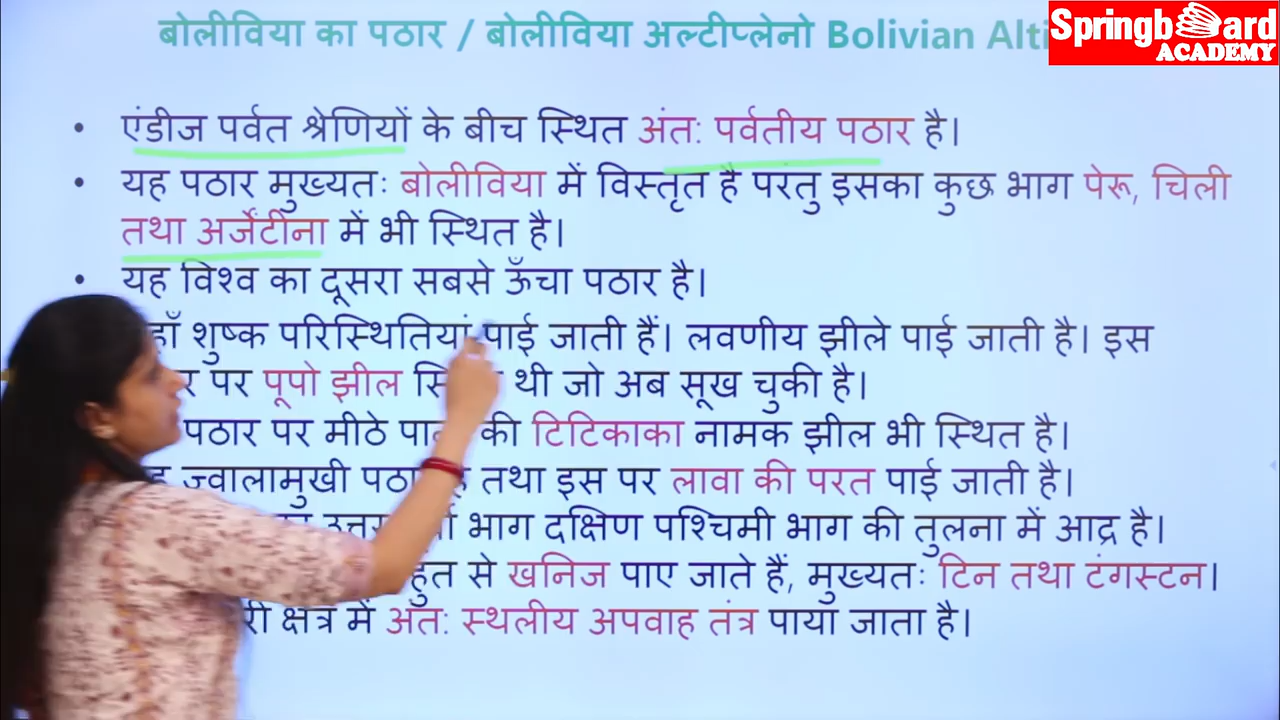 बोलीविया का पठार / बोलीविया अल्टीप्लेनो Bolivian Alti
Springboard
ACADEMY
• एंडीज पर्वत श्रेणियों के बीच स्थित अंत: पर्वतीय पठार है।
• यह पठार मुख्यतः बोलीविया में विस्तृत है परंतु इसका कुछ भाग पेरू, चिली
तथा अर्जेंटीना में भी स्थित है।
• यह विश्व का दूसरा सबसे ऊँचा पठार है।
शुष्क परिस्थितियां पाई जाती हैं। लवणीय झीले पाई जाती है। इस
पर पूपो झील थी जो अब सूख चुकी है।
पठार पर मीठे की टिटिकाका नामक झील भी स्थित है।
ज्वालामुखी तथा इस पर लावा की परत पाई जाती है।
भाग दक्षिण पश्चिमी भाग की तुलना में आद्र है।
से खनिज पाए जाते हैं, मुख्यतः टिन तथा टंगस्टन।
क्षेत्र में अंत: स्थलीय अपवाह तंत्र पाया जाता है।